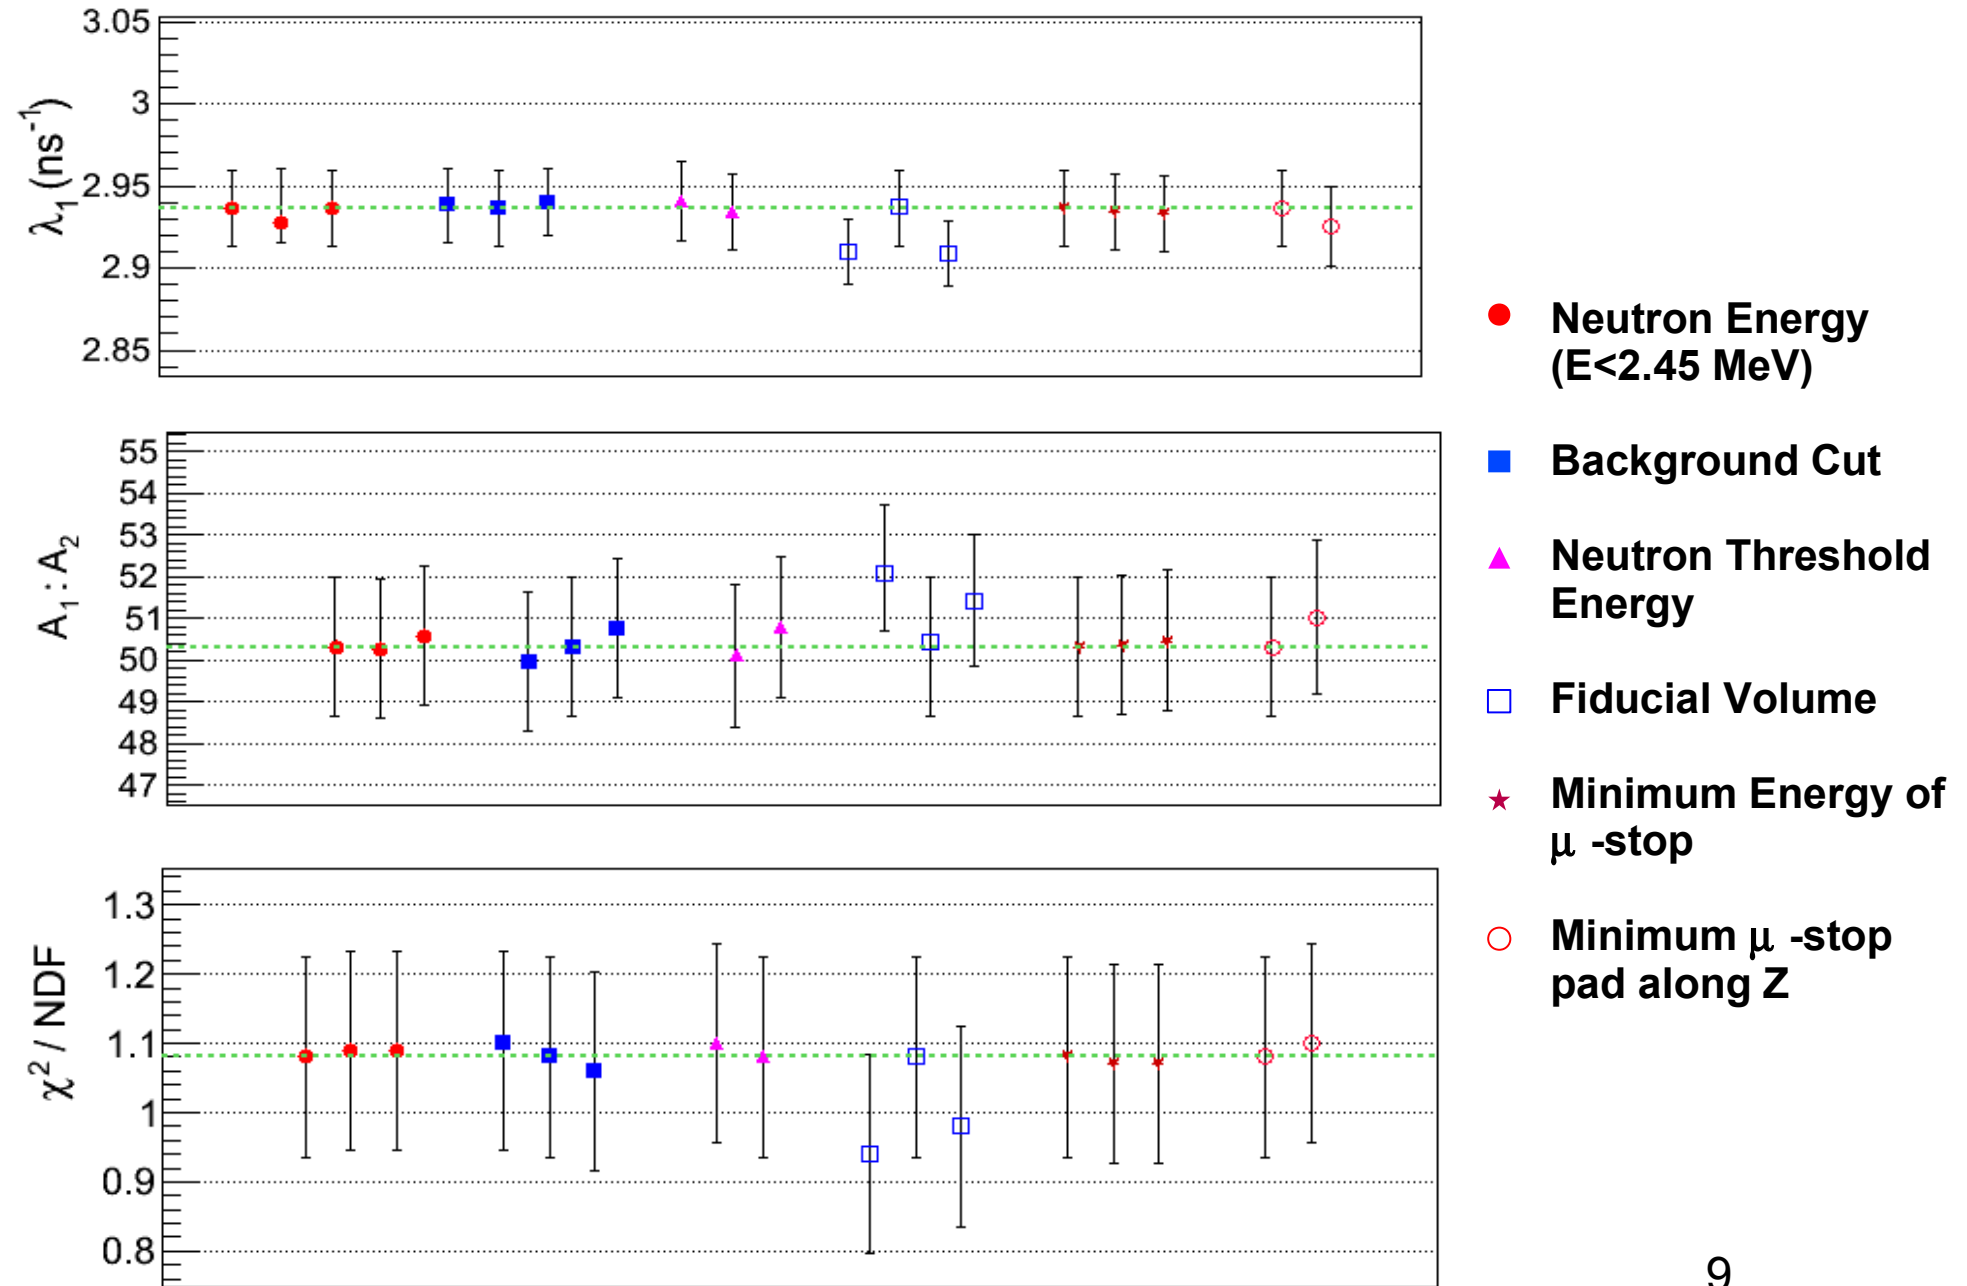 3.05
3
2.95
2.9
2.85
λ₁(ns⁻¹)
55
54
53
52
51
50
49
48
47
A₁ : A₂
1.3
1.2
1.1
1
0.9
0.8
χ² / NDF
Neutron Energy
(E<2.45 MeV)
Background Cut
Neutron Threshold
Energy
Fiducial Volume
Minimum Energy of
μ -stop
Minimum μ -stop
pad along Z
9